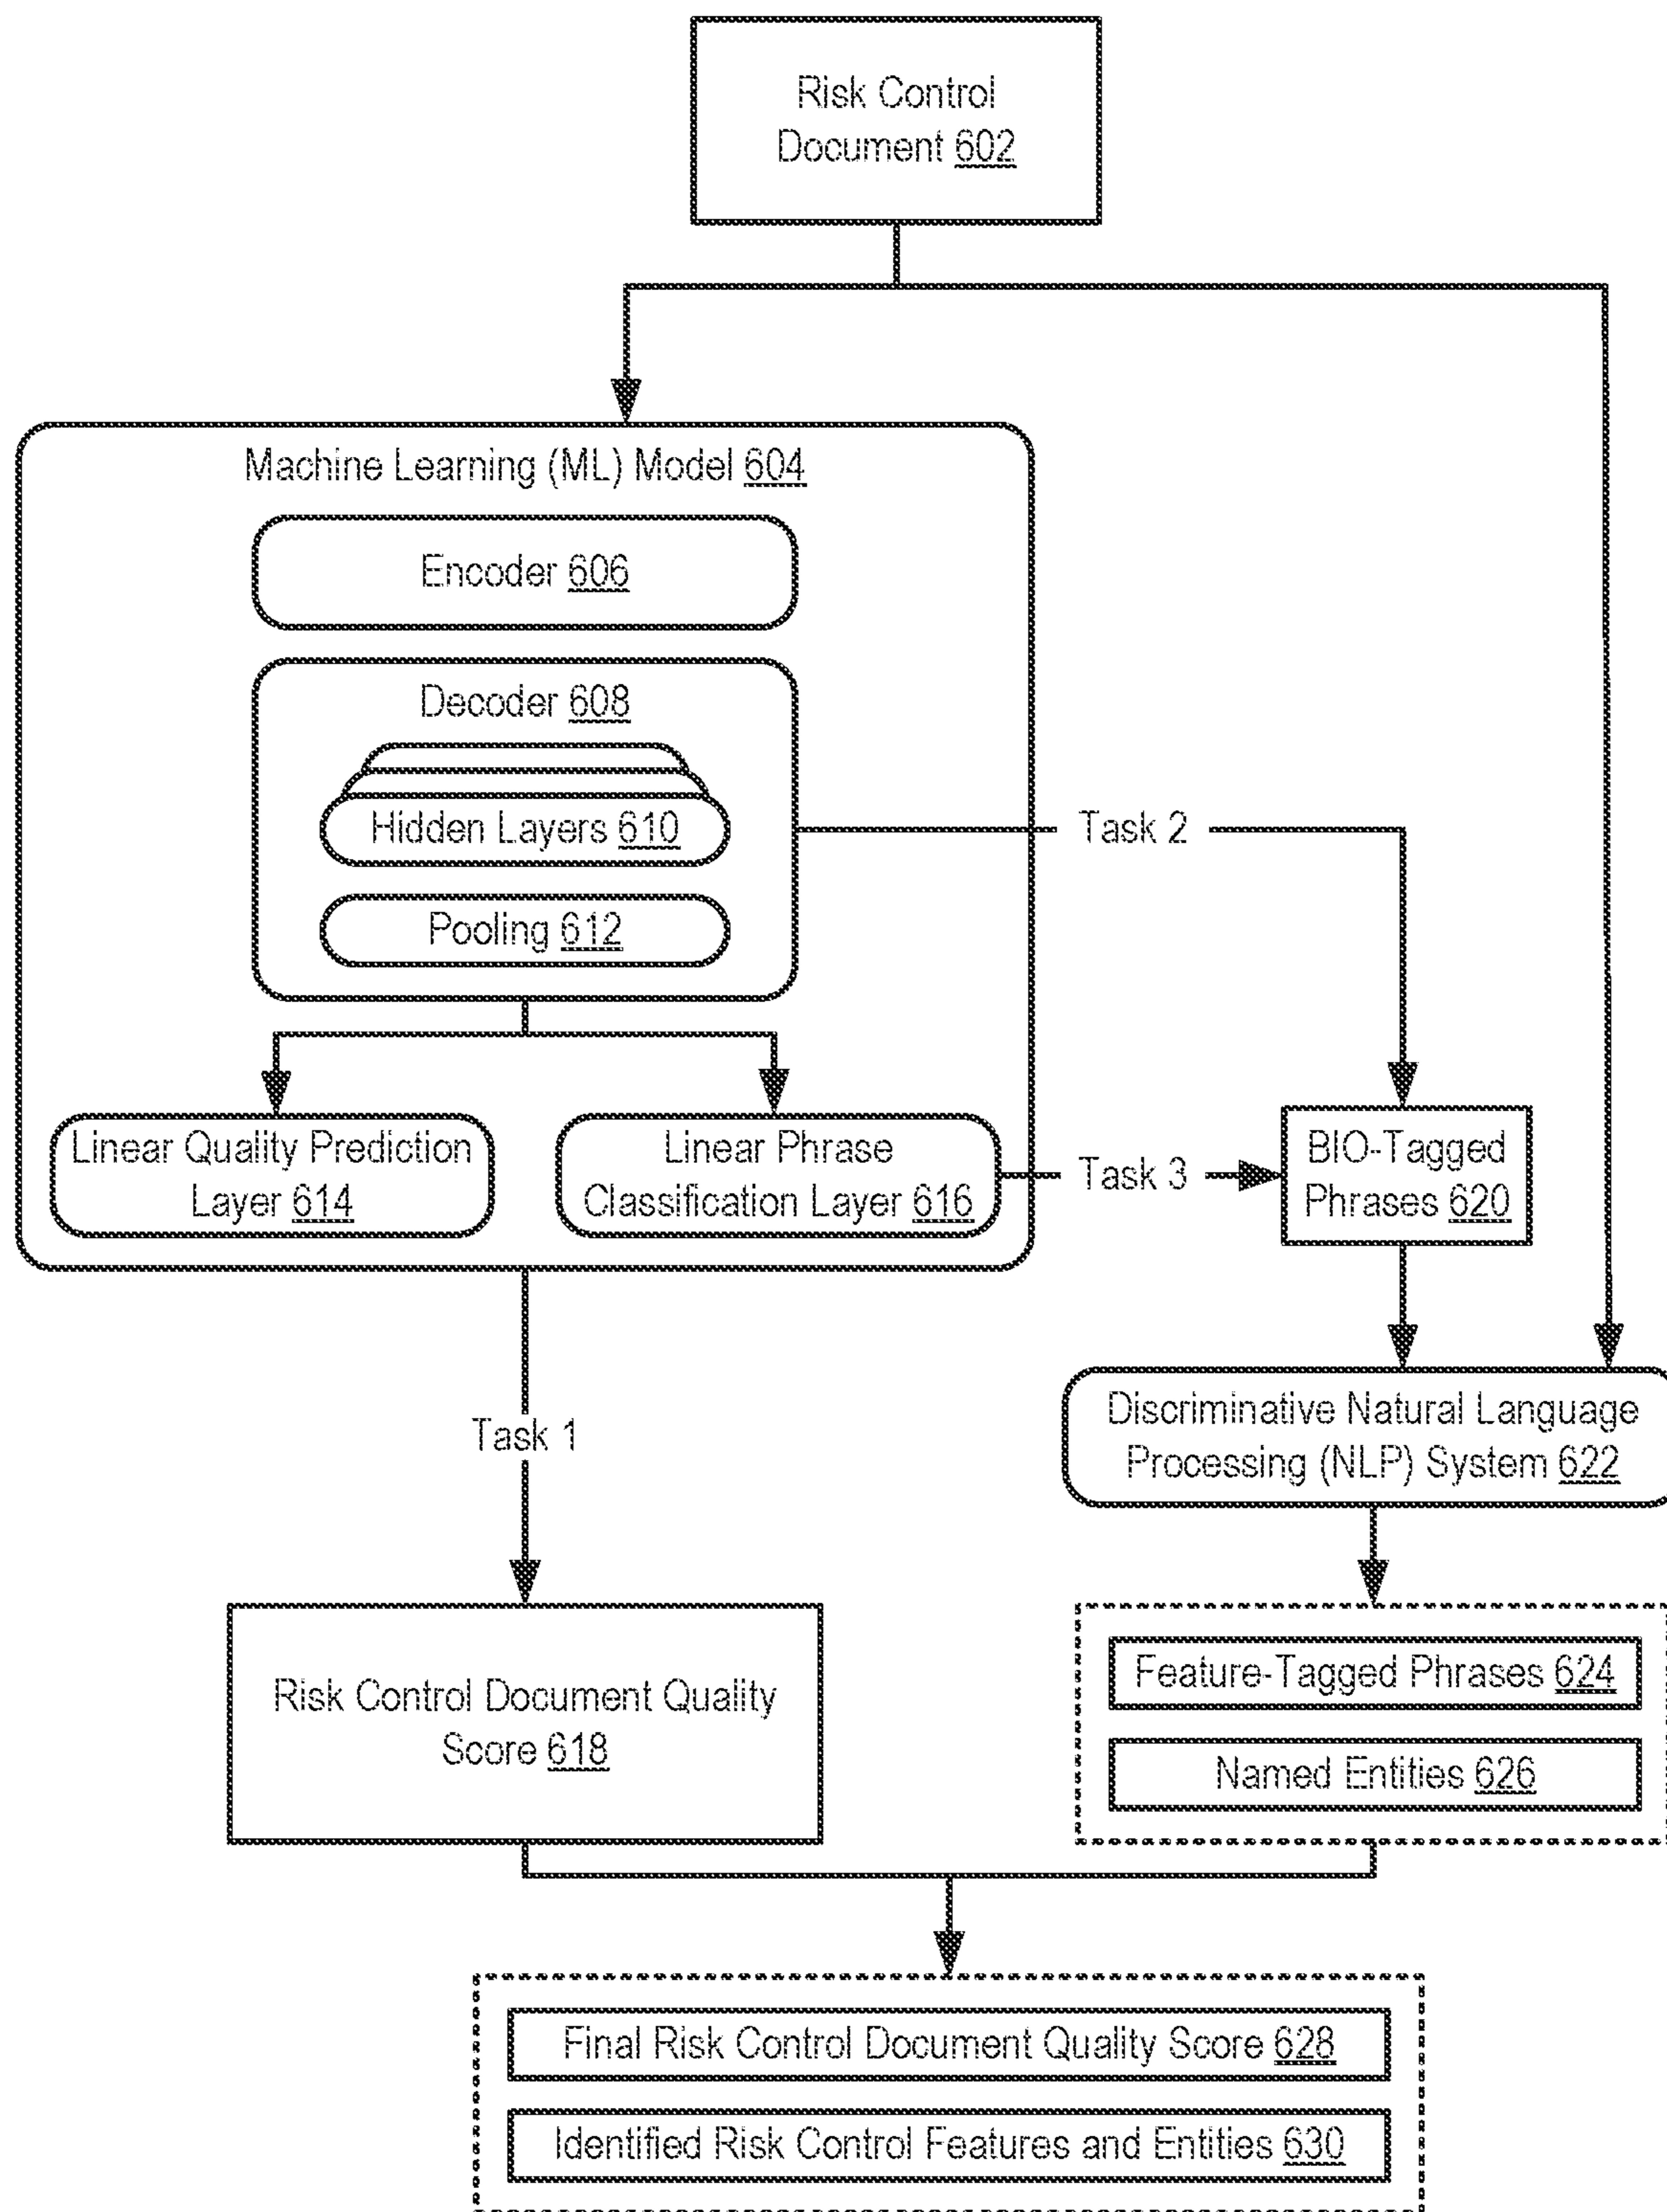 Risk Control
Document 602
Machine Learning (ML) Model 604
Encoder 606
Decoder 608
Hidden Layers 610
Task 2
Pooling 612
Linear Quality Prediction
Layer 614
Linear Phrase
Classification Layer 616
Task 3
BIO-Tagged
Phrases 620
Discriminative Natural Language
Processing (NLP) System 622
Task 1
Risk Control Document Quality
Score 618
Feature-Tagged Phrases 624
Named Entities 626
Final Risk Control Document Quality Score 628
Identified Risk Control Features and Entities 630